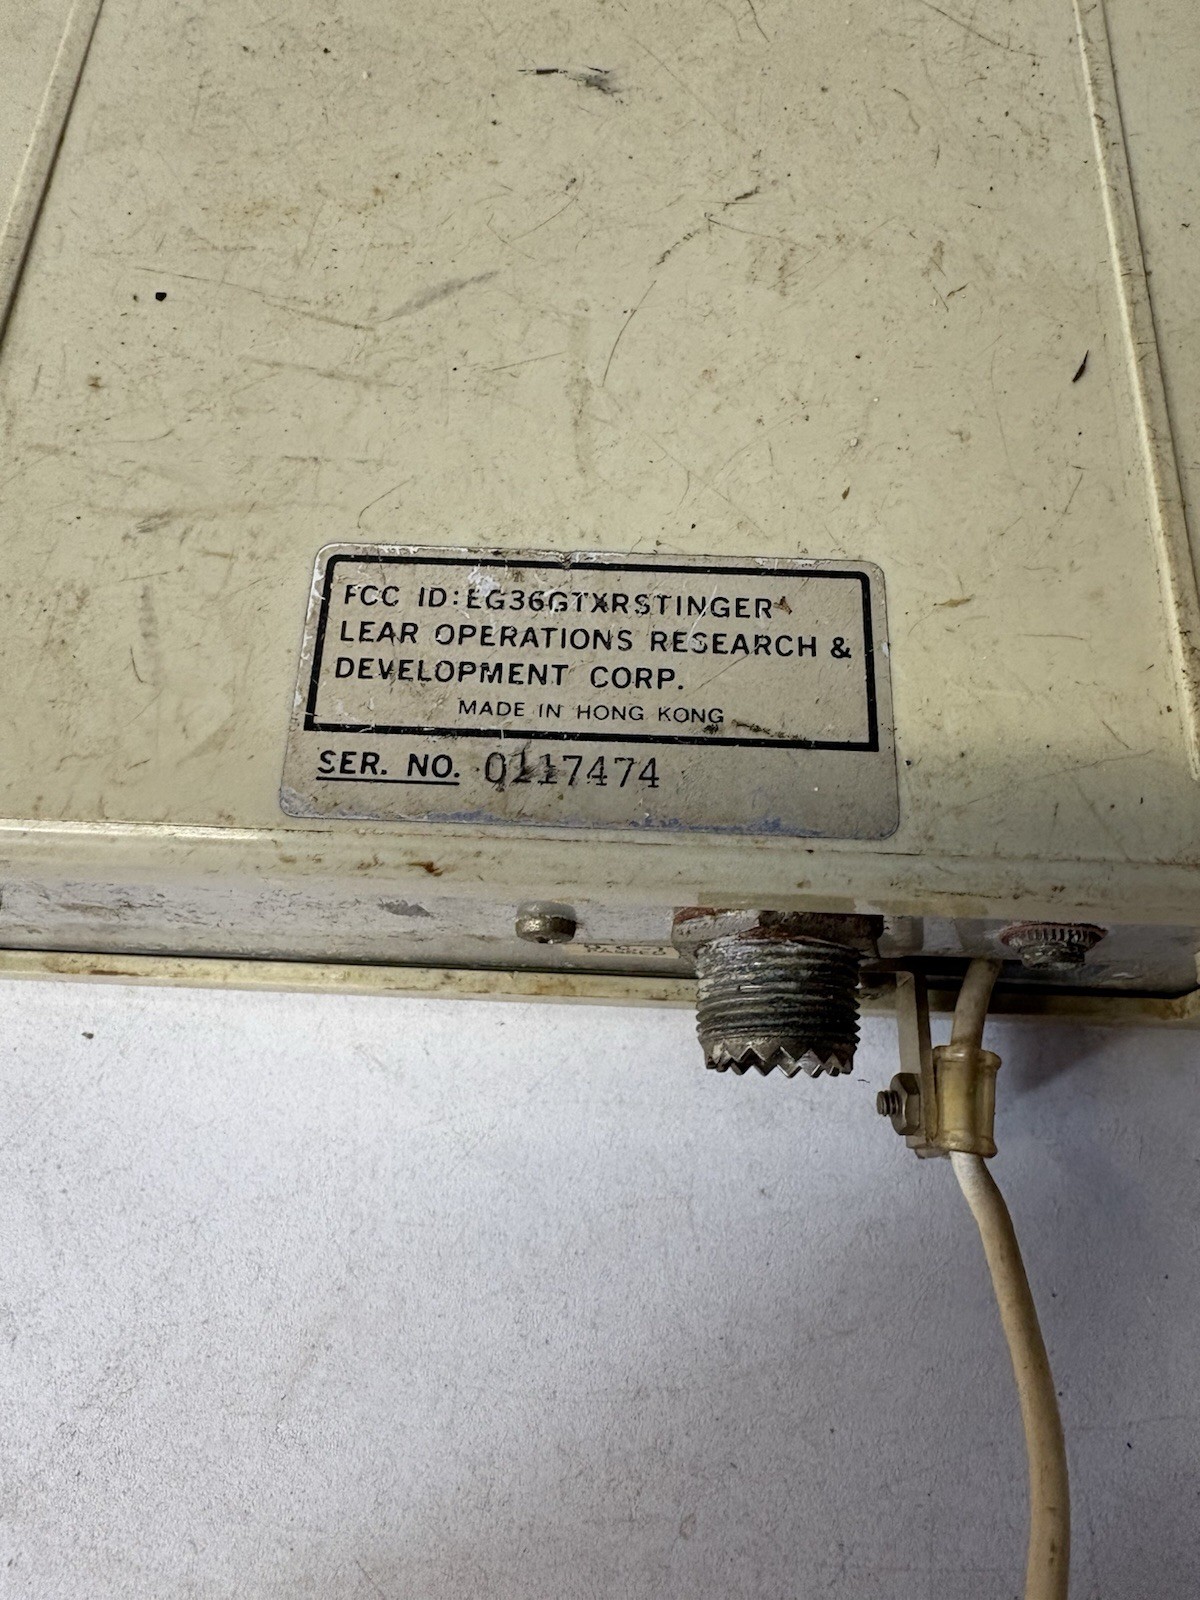 FCC ID: EG36GTXRSTINGER
LEAR OPERATIONS RESEARCH &
DEVELOPMENT CORP.
MADE IN HONG KONG
SER. NO. 0117474